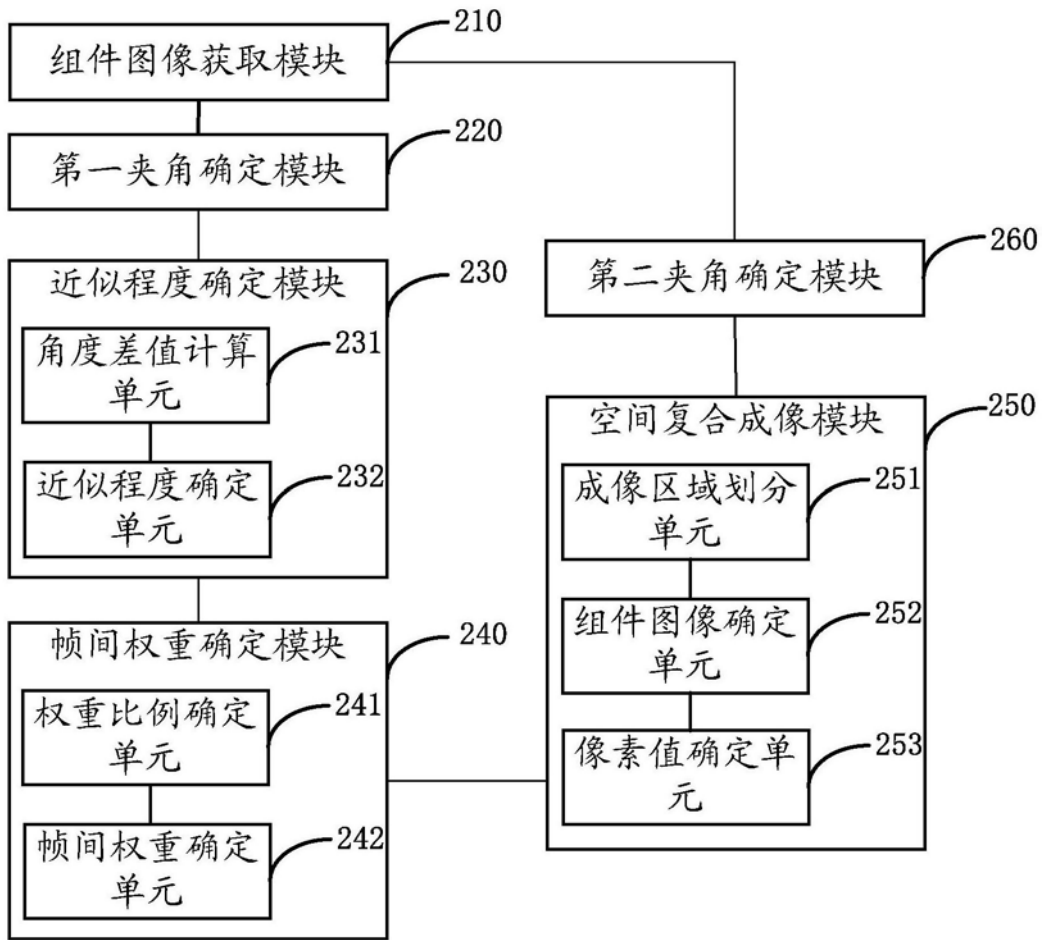 组件图像获取模块
210
第一夹角确定模块
220
近似程度确定模块
230
角度差值计算
单元
231
近似程度确定
单元
232
帧间权重确定模块
240
权重比例确定
单元
241
帧间权重确定
单元
242
第二夹角确定模块
260
空间复合成像模块
250
成像区域划分
单元
251
组件图像确定
单元
252
像素值确定单
元
253